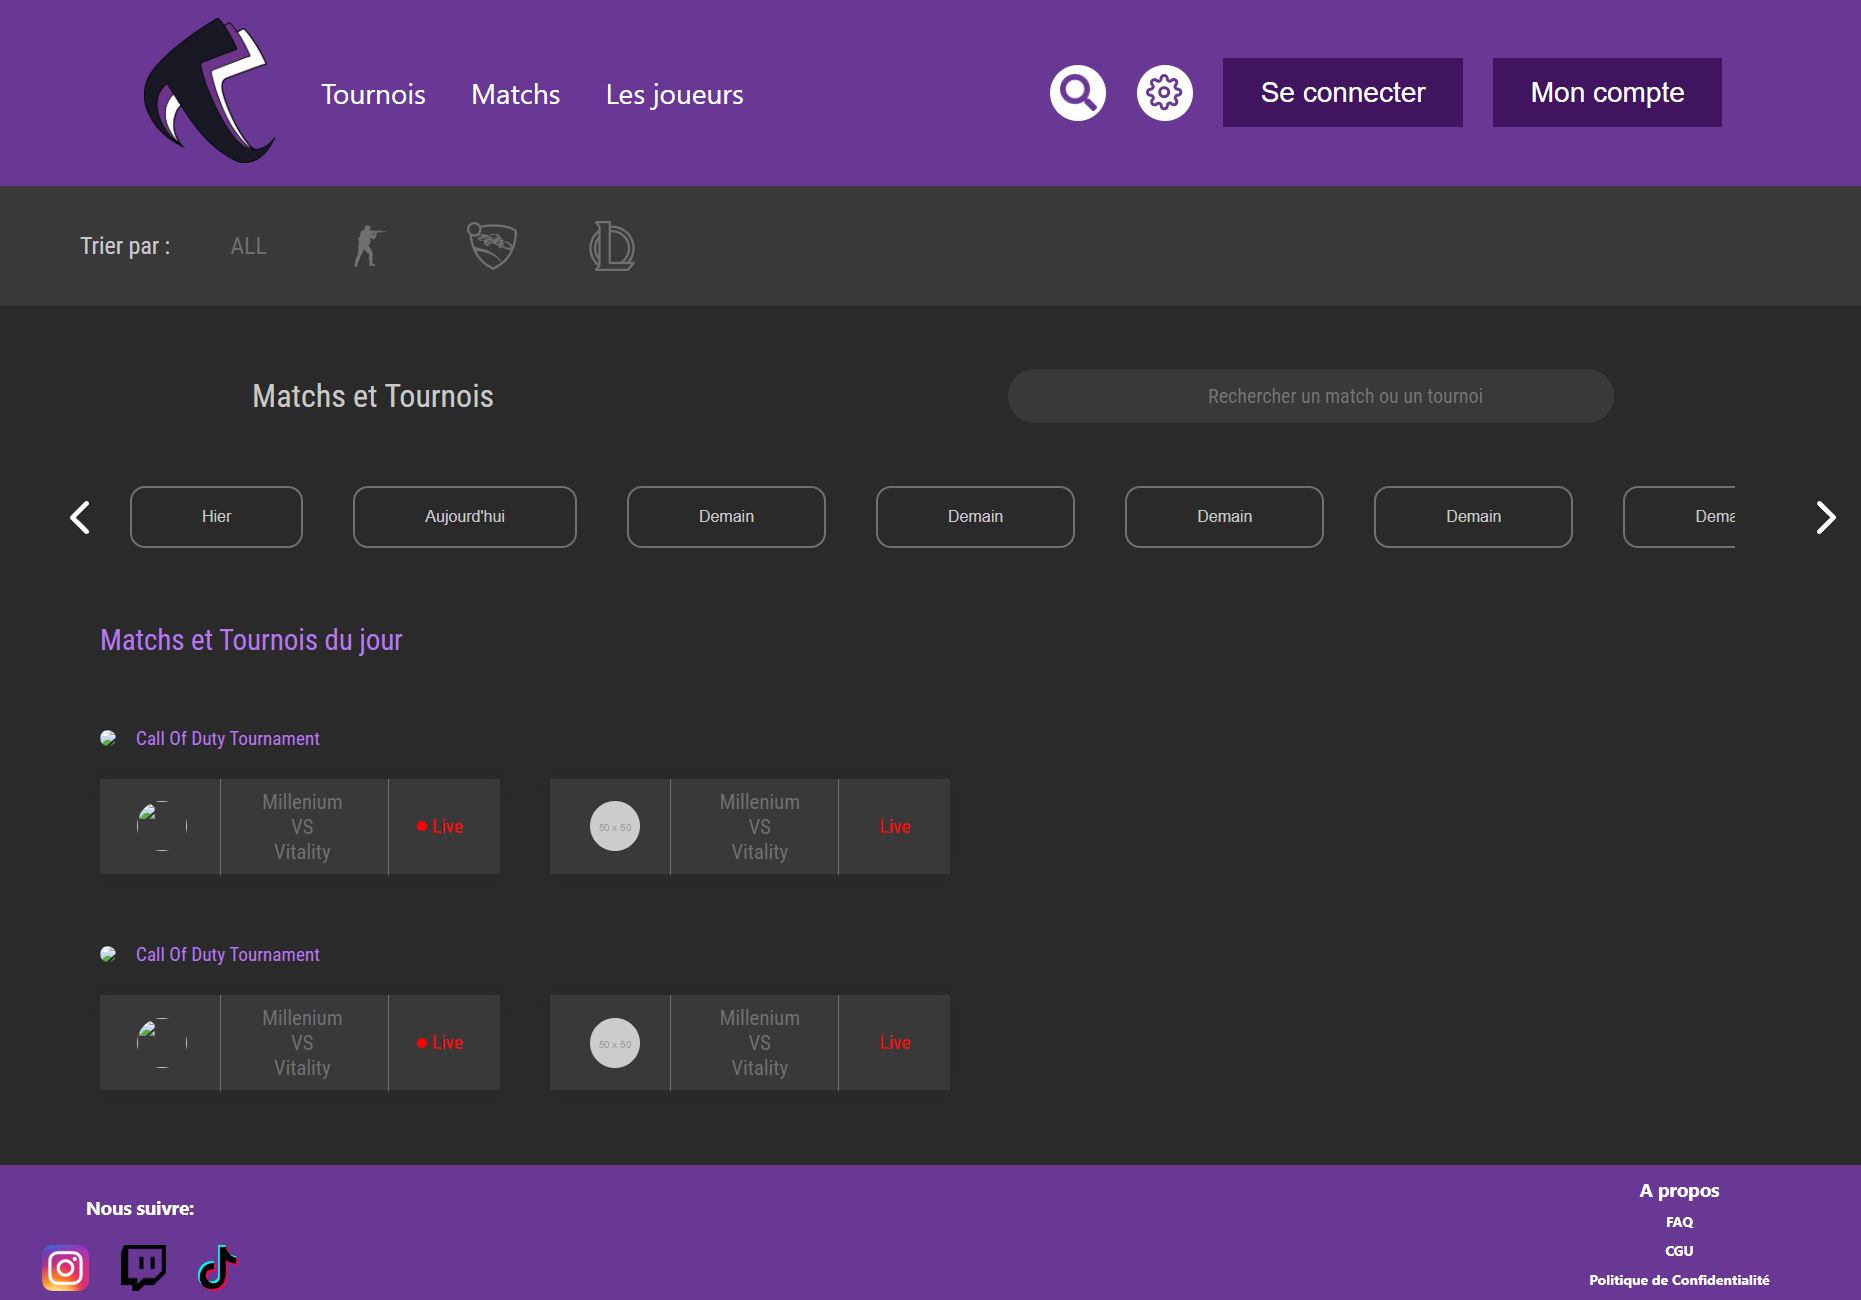 Tournois
Matchs
Les joueurs
Se connecter
Mon compte
Trier par :
ALL
Matchs et Tournois
Rechercher un match ou un tournoi
Hier
Aujourd'hui
Demain
Demain
Demain
Demain
Dema
Matchs et Tournois du jour
Call Of Duty Tournament
Millenium
VS
Vitality
Live
50 x 50
Millenium
VS
Vitality
Live
Call Of Duty Tournament
Millenium
VS
Vitality
Live
50 x 50
Millenium
VS
Vitality
Live
Nous suivre:
A propos
FAQ
CGU
Politique de Confidentialité